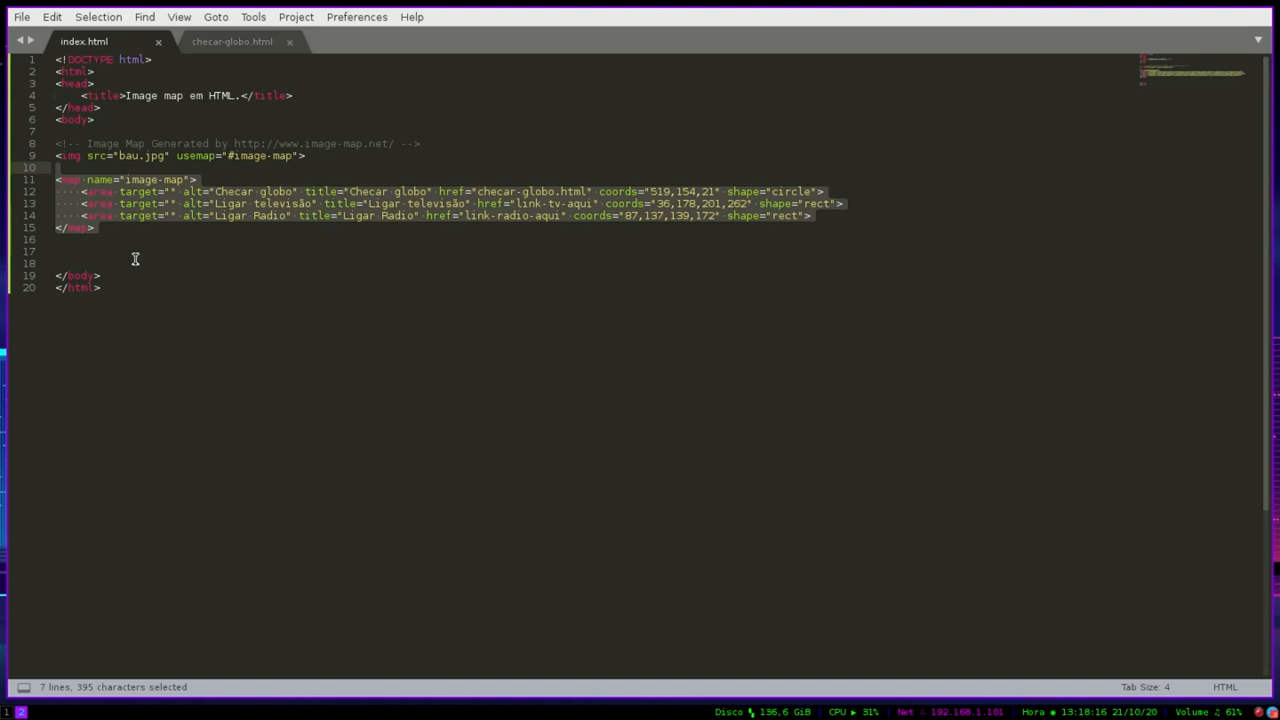 File Edit Selection Find View Goto Tools Project Preferences Help
index.html × checar-globo.html ×
1 <!DOCTYPE html>
2 <html>
3 <head>
4 <title>Image map em HTML.</title>
5 </head>
6 <body>
7
8 <!-- Image Map Generated by http://www.image-map.net/ -->
9 <img src="bau.jpg" usemap="#image-map">
10
11 <map name="image-map">
12 <area target="" alt="Checar globo" title="Checar globo" href="checar-globo.html" coords="519,154,21" shape="circle">
13 <area target="" alt="Ligar televisão" title="Ligar televisão" href="link-tv-aqui" coords="36,178,201,262" shape="rect">
14 <area target="" alt="Ligar Radio" title="Ligar Radio" href="link-radio-aqui" coords="87,137,139,172" shape="rect">
15 </map>
16
17
18
19 </body>
20 </html>
7 lines, 395 characters selected Tab Size: 4 HTML
1 2 Disco 136,6 GiB CPU ► 31% Net 192.168.1.101 Hora 13:18:16 21/10/20 Volume ♫ 61%